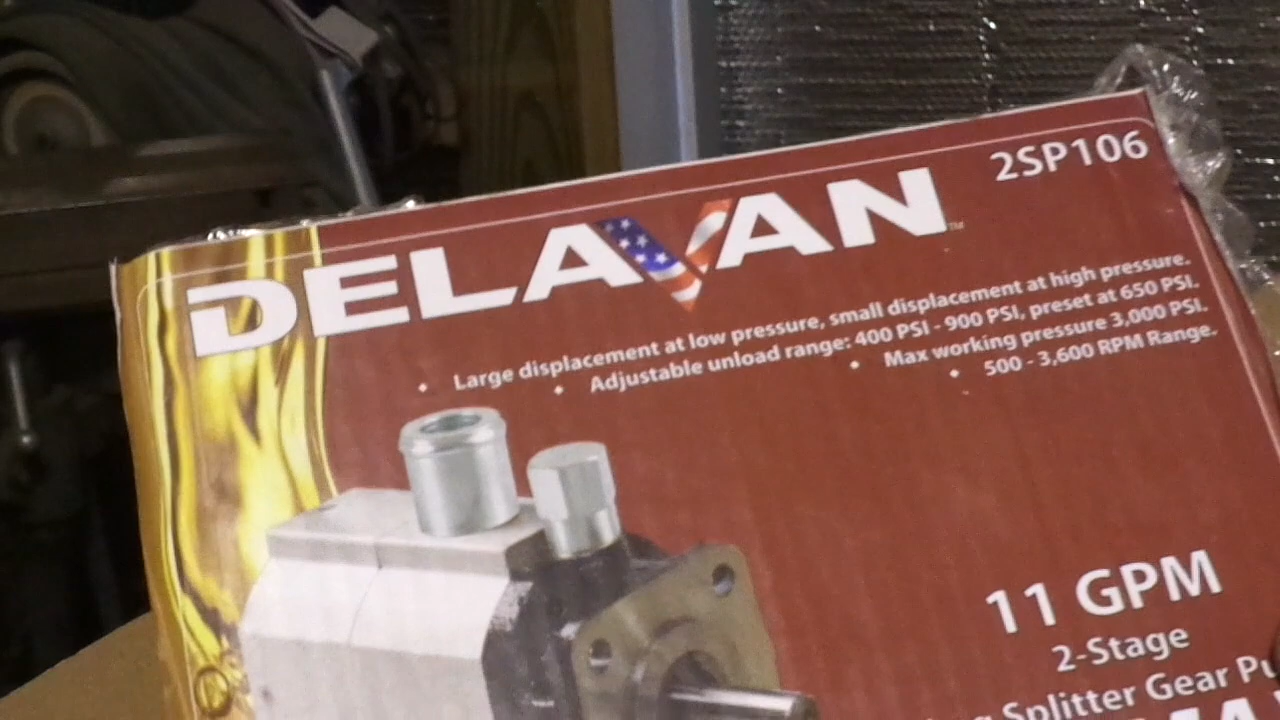 2SP106
DELAVAN™
• Large displacement at low pressure, small displacement at high pressure.
• Adjustable unload range: 400 PSI - 900 PSI, preset at 650 PSI.
• Max working pressure 3,000 PSI.
• 500 - 3,600 RPM Range.
11 GPM
2-Stage
Splitter Gear